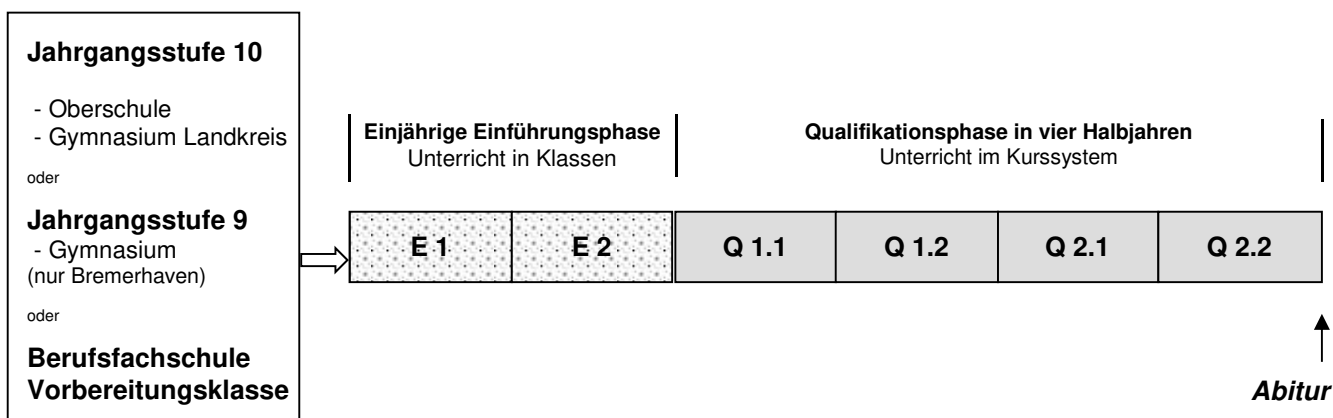 Jahrgangsstufe 10
- Oberschule
- Gymnasium Landkreis
oder
Jahrgangsstufe 9
- Gymnasium
(nur Bremerhaven)
oder
Berufsfachschule
Vorbereitungsklasse
Einjährige Einführungsphase
Unterricht in Klassen
Qualifikationsphase in vier Halbjahren
Unterricht im Kurssystem
E 1
E 2
Q 1.1
Q 1.2
Q 2.1
Q 2.2
Abitur